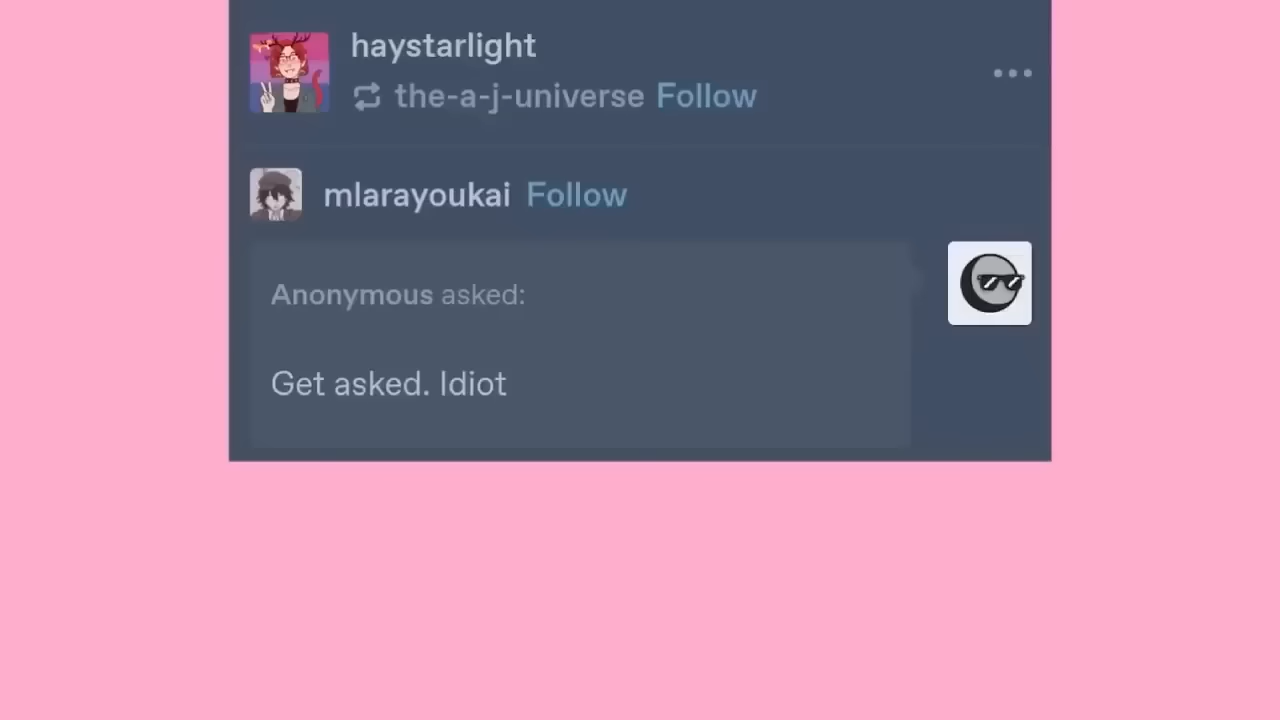 haystarlight
the-a-j-universe Follow
mlarayoukai Follow
Anonymous asked:
Get asked. Idiot